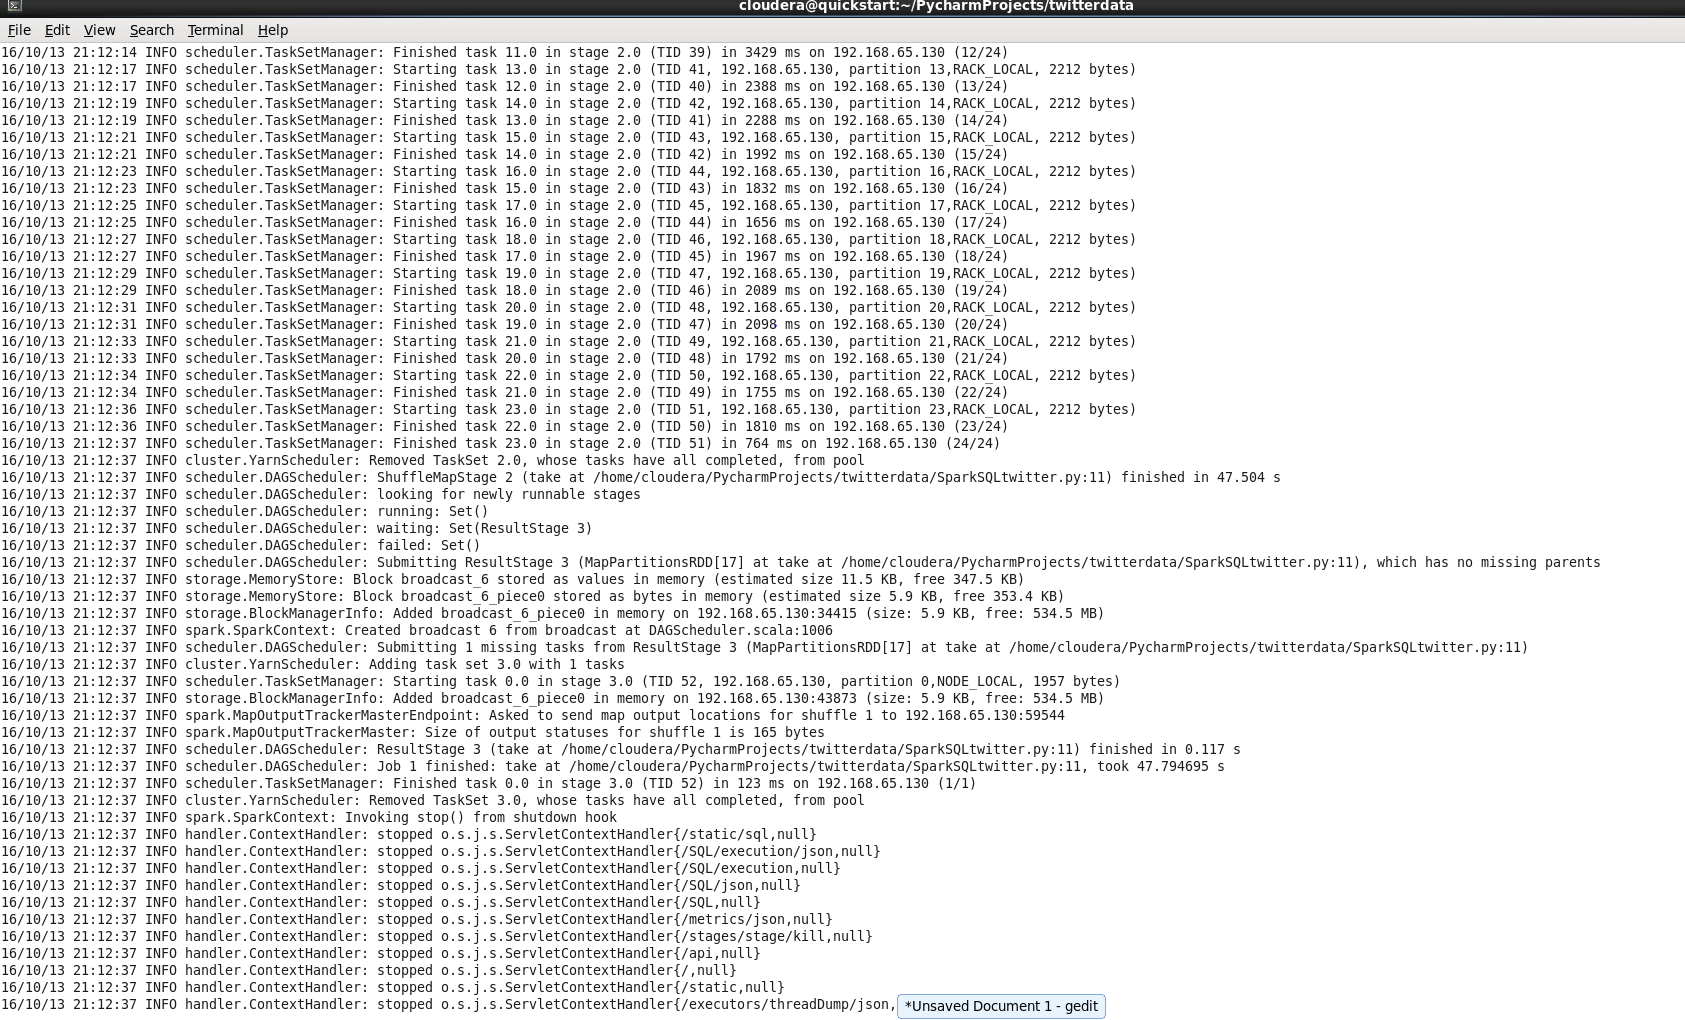 cloudera@quickstart:~/PycharmProjects/twitterdata
File Edit View Search Terminal Help
16/10/13 21:12:14 INFO scheduler.TaskSetManager: Finished task 11.0 in stage 2.0 (TID 39) in 3429 ms on 192.168.65.130 (12/24)
16/10/13 21:12:17 INFO scheduler.TaskSetManager: Starting task 13.0 in stage 2.0 (TID 41, 192.168.65.130, partition 13,RACK_LOCAL, 2212 bytes)
16/10/13 21:12:17 INFO scheduler.TaskSetManager: Finished task 12.0 in stage 2.0 (TID 40) in 2388 ms on 192.168.65.130 (13/24)
16/10/13 21:12:19 INFO scheduler.TaskSetManager: Starting task 14.0 in stage 2.0 (TID 42, 192.168.65.130, partition 14,RACK_LOCAL, 2212 bytes)
16/10/13 21:12:19 INFO scheduler.TaskSetManager: Finished task 13.0 in stage 2.0 (TID 41) in 2288 ms on 192.168.65.130 (14/24)
16/10/13 21:12:21 INFO scheduler.TaskSetManager: Starting task 15.0 in stage 2.0 (TID 43, 192.168.65.130, partition 15,RACK_LOCAL, 2212 bytes)
16/10/13 21:12:21 INFO scheduler.TaskSetManager: Finished task 14.0 in stage 2.0 (TID 42) in 1992 ms on 192.168.65.130 (15/24)
16/10/13 21:12:23 INFO scheduler.TaskSetManager: Starting task 16.0 in stage 2.0 (TID 44, 192.168.65.130, partition 16,RACK_LOCAL, 2212 bytes)
16/10/13 21:12:23 INFO scheduler.TaskSetManager: Finished task 15.0 in stage 2.0 (TID 43) in 1832 ms on 192.168.65.130 (16/24)
16/10/13 21:12:25 INFO scheduler.TaskSetManager: Starting task 17.0 in stage 2.0 (TID 45, 192.168.65.130, partition 17,RACK_LOCAL, 2212 bytes)
16/10/13 21:12:25 INFO scheduler.TaskSetManager: Finished task 16.0 in stage 2.0 (TID 44) in 1656 ms on 192.168.65.130 (17/24)
16/10/13 21:12:27 INFO scheduler.TaskSetManager: Starting task 18.0 in stage 2.0 (TID 46, 192.168.65.130, partition 18,RACK_LOCAL, 2212 bytes)
16/10/13 21:12:27 INFO scheduler.TaskSetManager: Finished task 17.0 in stage 2.0 (TID 45) in 1967 ms on 192.168.65.130 (18/24)
16/10/13 21:12:29 INFO scheduler.TaskSetManager: Starting task 19.0 in stage 2.0 (TID 47, 192.168.65.130, partition 19,RACK_LOCAL, 2212 bytes)
16/10/13 21:12:29 INFO scheduler.TaskSetManager: Finished task 18.0 in stage 2.0 (TID 46) in 2089 ms on 192.168.65.130 (19/24)
16/10/13 21:12:31 INFO scheduler.TaskSetManager: Starting task 20.0 in stage 2.0 (TID 48, 192.168.65.130, partition 20,RACK_LOCAL, 2212 bytes)
16/10/13 21:12:31 INFO scheduler.TaskSetManager: Finished task 19.0 in stage 2.0 (TID 47) in 2098 ms on 192.168.65.130 (20/24)
16/10/13 21:12:33 INFO scheduler.TaskSetManager: Starting task 21.0 in stage 2.0 (TID 49, 192.168.65.130, partition 21,RACK_LOCAL, 2212 bytes)
16/10/13 21:12:33 INFO scheduler.TaskSetManager: Finished task 20.0 in stage 2.0 (TID 48) in 1792 ms on 192.168.65.130 (21/24)
16/10/13 21:12:34 INFO scheduler.TaskSetManager: Starting task 22.0 in stage 2.0 (TID 50, 192.168.65.130, partition 22,RACK_LOCAL, 2212 bytes)
16/10/13 21:12:34 INFO scheduler.TaskSetManager: Finished task 21.0 in stage 2.0 (TID 49) in 1755 ms on 192.168.65.130 (22/24)
16/10/13 21:12:36 INFO scheduler.TaskSetManager: Starting task 23.0 in stage 2.0 (TID 51, 192.168.65.130, partition 23,RACK_LOCAL, 2212 bytes)
16/10/13 21:12:36 INFO scheduler.TaskSetManager: Finished task 22.0 in stage 2.0 (TID 50) in 1810 ms on 192.168.65.130 (23/24)
16/10/13 21:12:37 INFO scheduler.TaskSetManager: Finished task 23.0 in stage 2.0 (TID 51) in 764 ms on 192.168.65.130 (24/24)
16/10/13 21:12:37 INFO cluster.YarnScheduler: Removed TaskSet 2.0, whose tasks have all completed, from pool
16/10/13 21:12:37 INFO scheduler.DAGScheduler: ShuffleMapStage 2 (take at /home/cloudera/PycharmProjects/twitterdata/SparkSQLtwitter.py:11) finished in 47.504 s
16/10/13 21:12:37 INFO scheduler.DAGScheduler: looking for newly runnable stages
16/10/13 21:12:37 INFO scheduler.DAGScheduler: running: Set()
16/10/13 21:12:37 INFO scheduler.DAGScheduler: waiting: Set(ResultStage 3)
16/10/13 21:12:37 INFO scheduler.DAGScheduler: failed: Set()
16/10/13 21:12:37 INFO scheduler.DAGScheduler: Submitting ResultStage 3 (MapPartitionsRDD[17] at take at /home/cloudera/PycharmProjects/twitterdata/SparkSQLtwitter.py:11), which has no missing parents
16/10/13 21:12:37 INFO storage.MemoryStore: Block broadcast_6 stored as values in memory (estimated size 11.5 KB, free 347.5 KB)
16/10/13 21:12:37 INFO storage.MemoryStore: Block broadcast_6_piece0 stored as bytes in memory (estimated size 5.9 KB, free 353.4 KB)
16/10/13 21:12:37 INFO storage.BlockManagerInfo: Added broadcast_6_piece0 in memory on 192.168.65.130:34415 (size: 5.9 KB, free: 534.5 MB)
16/10/13 21:12:37 INFO spark.SparkContext: Created broadcast 6 from broadcast at DAGScheduler.scala:1006
16/10/13 21:12:37 INFO scheduler.DAGScheduler: Submitting 1 missing tasks from ResultStage 3 (MapPartitionsRDD[17] at take at /home/cloudera/PycharmProjects/twitterdata/SparkSQLtwitter.py:11)
16/10/13 21:12:37 INFO cluster.YarnScheduler: Adding task set 3.0 with 1 tasks
16/10/13 21:12:37 INFO scheduler.TaskSetManager: Starting task 0.0 in stage 3.0 (TID 52, 192.168.65.130, partition 0,NODE_LOCAL, 1957 bytes)
16/10/13 21:12:37 INFO storage.BlockManagerInfo: Added broadcast_6_piece0 in memory on 192.168.65.130:43873 (size: 5.9 KB, free: 534.5 MB)
16/10/13 21:12:37 INFO spark.MapOutputTrackerMasterEndpoint: Asked to send map output locations for shuffle 1 to 192.168.65.130:59544
16/10/13 21:12:37 INFO spark.MapOutputTrackerMaster: Size of output statuses for shuffle 1 is 165 bytes
16/10/13 21:12:37 INFO scheduler.DAGScheduler: ResultStage 3 (take at /home/cloudera/PycharmProjects/twitterdata/SparkSQLtwitter.py:11) finished in 0.117 s
16/10/13 21:12:37 INFO scheduler.DAGScheduler: Job 1 finished: take at /home/cloudera/PycharmProjects/twitterdata/SparkSQLtwitter.py:11, took 47.794695 s
16/10/13 21:12:37 INFO scheduler.TaskSetManager: Finished task 0.0 in stage 3.0 (TID 52) in 123 ms on 192.168.65.130 (1/1)
16/10/13 21:12:37 INFO cluster.YarnScheduler: Removed TaskSet 3.0, whose tasks have all completed, from pool
16/10/13 21:12:37 INFO spark.SparkContext: Invoking stop() from shutdown hook
16/10/13 21:12:37 INFO handler.ContextHandler: stopped o.s.j.s.ServletContextHandler{/static/sql,null}
16/10/13 21:12:37 INFO handler.ContextHandler: stopped o.s.j.s.ServletContextHandler{/SQL/execution/json,null}
16/10/13 21:12:37 INFO handler.ContextHandler: stopped o.s.j.s.ServletContextHandler{/SQL/execution,null}
16/10/13 21:12:37 INFO handler.ContextHandler: stopped o.s.j.s.ServletContextHandler{/SQL/json,null}
16/10/13 21:12:37 INFO handler.ContextHandler: stopped o.s.j.s.ServletContextHandler{/SQL,null}
16/10/13 21:12:37 INFO handler.ContextHandler: stopped o.s.j.s.ServletContextHandler{/metrics/json,null}
16/10/13 21:12:37 INFO handler.ContextHandler: stopped o.s.j.s.ServletContextHandler{/stages/stage/kill,null}
16/10/13 21:12:37 INFO handler.ContextHandler: stopped o.s.j.s.ServletContextHandler{/api,null}
16/10/13 21:12:37 INFO handler.ContextHandler: stopped o.s.j.s.ServletContextHandler{/,null}
16/10/13 21:12:37 INFO handler.ContextHandler: stopped o.s.j.s.ServletContextHandler{/static,null}
16/10/13 21:12:37 INFO handler.ContextHandler: stopped o.s.j.s.ServletContextHandler{/executors/threadDump/json,
*Unsaved Document 1 - gedit